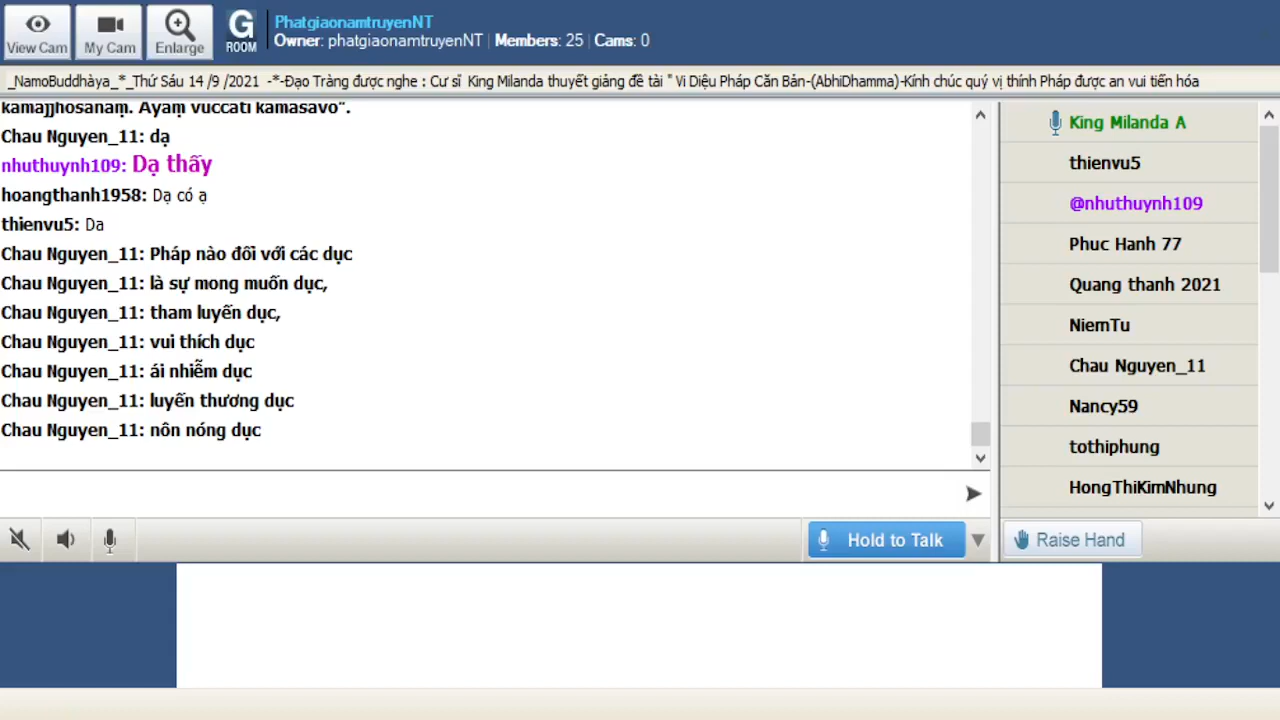 PhatgiaonamtruyenNT
Owner: phatgiaonamtruyenNT | Members: 25 | Cams: 0
View Cam
My Cam
Enlarge
G
ROOM
_NamoBuddhàya_*_Thứ Sáu 14 /9 /2021 -*-Đạo Tràng được nghe : Cư sĩ King Milanda thuyết giảng đề tài " Vi Diệu Pháp Căn Bản-(AbhiDhamma)-Kính chúc quý vị thính Pháp được an vui tiến hóa
kāmajjhosānaṃ. Ayaṃ vuccati kāmāsavo".
Chau Nguyen_11: dạ
nhuthuynh109: Dạ thấy
hoangthanh1958: Dạ có ạ
thienvu5: Da
Chau Nguyen_11: Pháp nào đối với các dục
Chau Nguyen_11: là sự mong muốn dục,
Chau Nguyen_11: tham luyến dục,
Chau Nguyen_11: vui thích dục
Chau Nguyen_11: ái nhiễm dục
Chau Nguyen_11: luyến thương dục
Chau Nguyen_11: nôn nóng dục
King Milanda A
thienvu5
@nhuthuynh109
Phuc Hanh 77
Quang thanh 2021
NiemTu
Chau Nguyen_11
Nancy59
tothiphung
HongThiKimNhung
Hold to Talk
Raise Hand